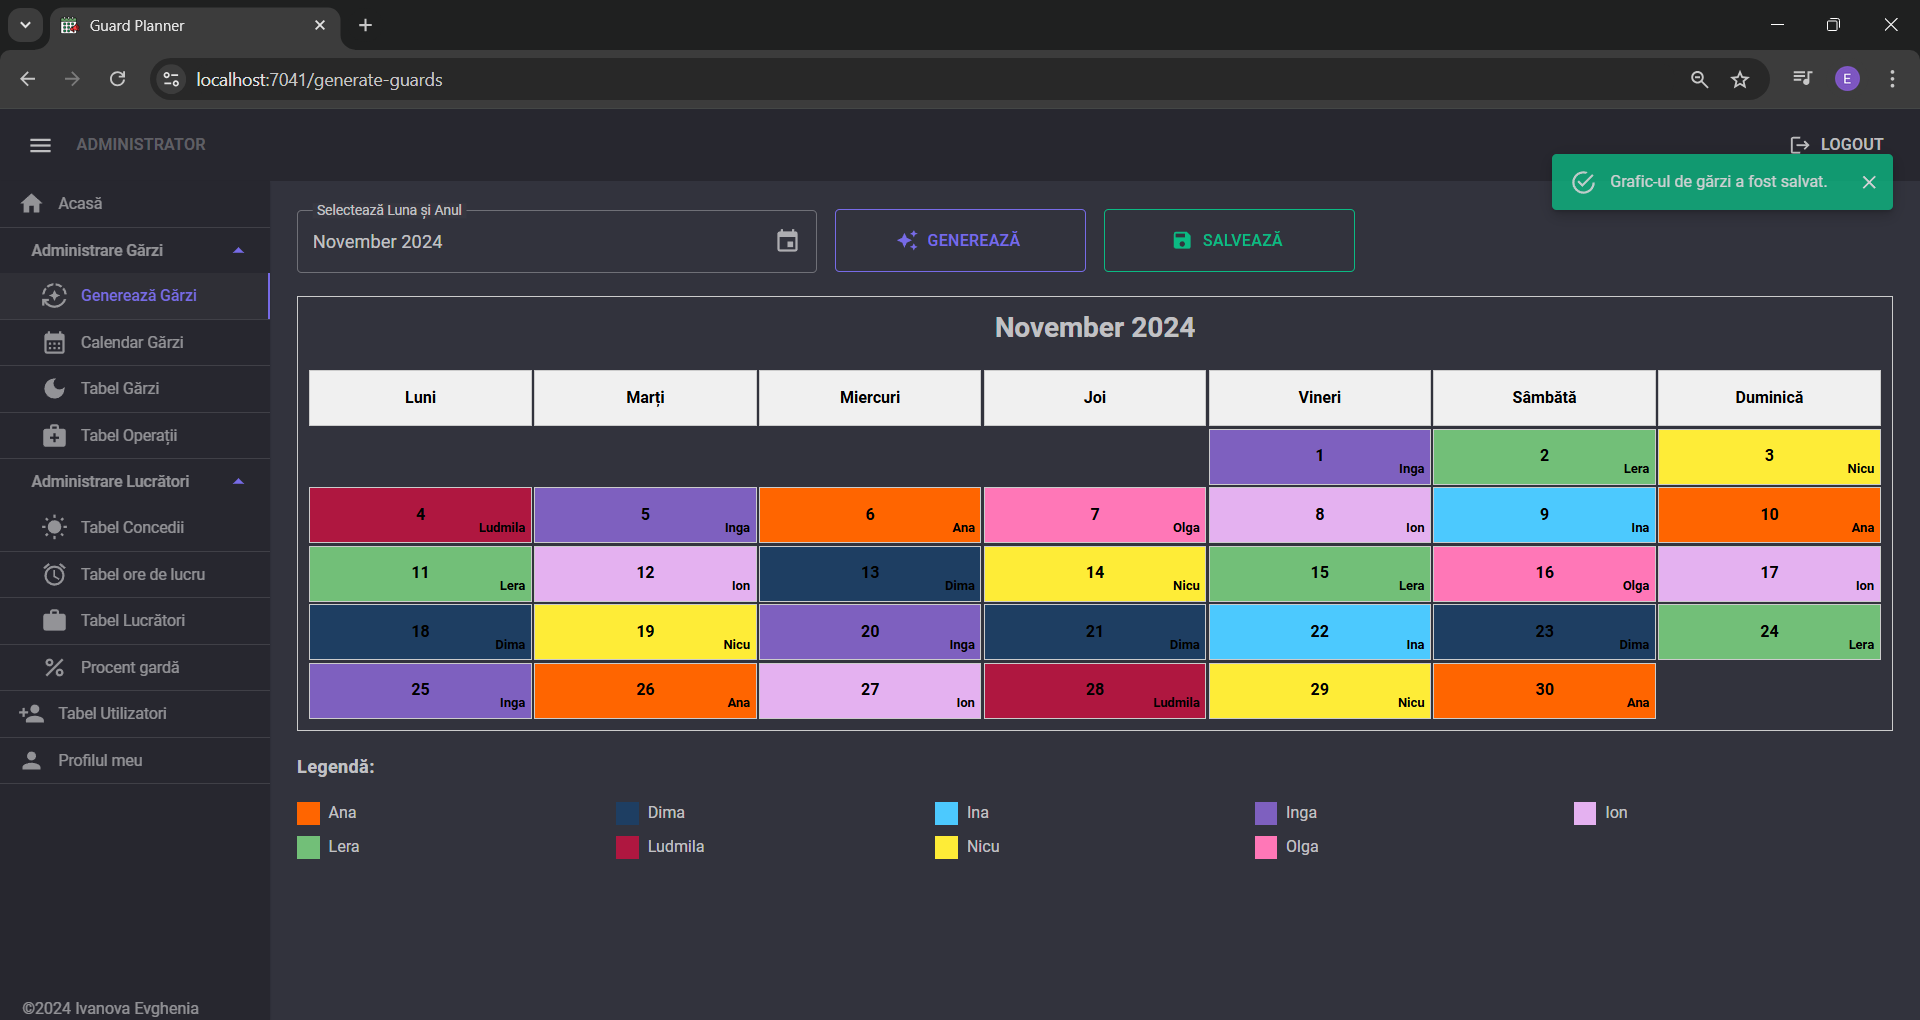 Guard Planner
localhost:7041/generate-guards
E
ADMINISTRATOR
LOGOUT
Grafic-ul de gărzi a fost salvat.
Acasă
Administrare Gărzi
Generează Gărzi
Calendar Gărzi
Tabel Gărzi
Tabel Operații
Administrare Lucrători
Tabel Concedii
Tabel ore de lucru
Tabel Lucrători
Procent gardă
Tabel Utilizatori
Profilul meu
©2024 Ivanova Evghenia
Selectează Luna și Anul
November 2024
GENEREAZĂ
SALVEAZĂ
November 2024
Luni Marți Miercuri Joi Vineri Sâmbătă Duminică
1 Inga 2 Lera 3 Nicu
4 Ludmila 5 Inga 6 Ana 7 Olga 8 Ion 9 Ina 10 Ana
11 Lera 12 Ion 13 Dima 14 Nicu 15 Lera 16 Olga 17 Ion
18 Dima 19 Nicu 20 Inga 21 Dima 22 Ina 23 Dima 24 Lera
25 Inga 26 Ana 27 Ion 28 Ludmila 29 Nicu 30 Ana
Legendă:
Ana Dima Ina Inga Ion
Lera Ludmila Nicu Olga